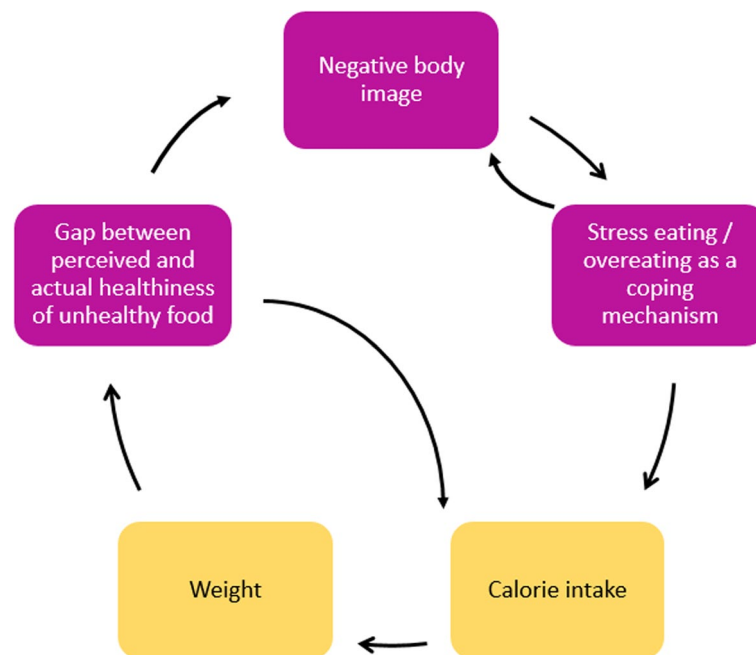 Negative body
image
Gap between
perceived and
actual healthiness
of unhealthy food
Stress eating /
overeating as a
coping
mechanism
Weight
Calorie intake